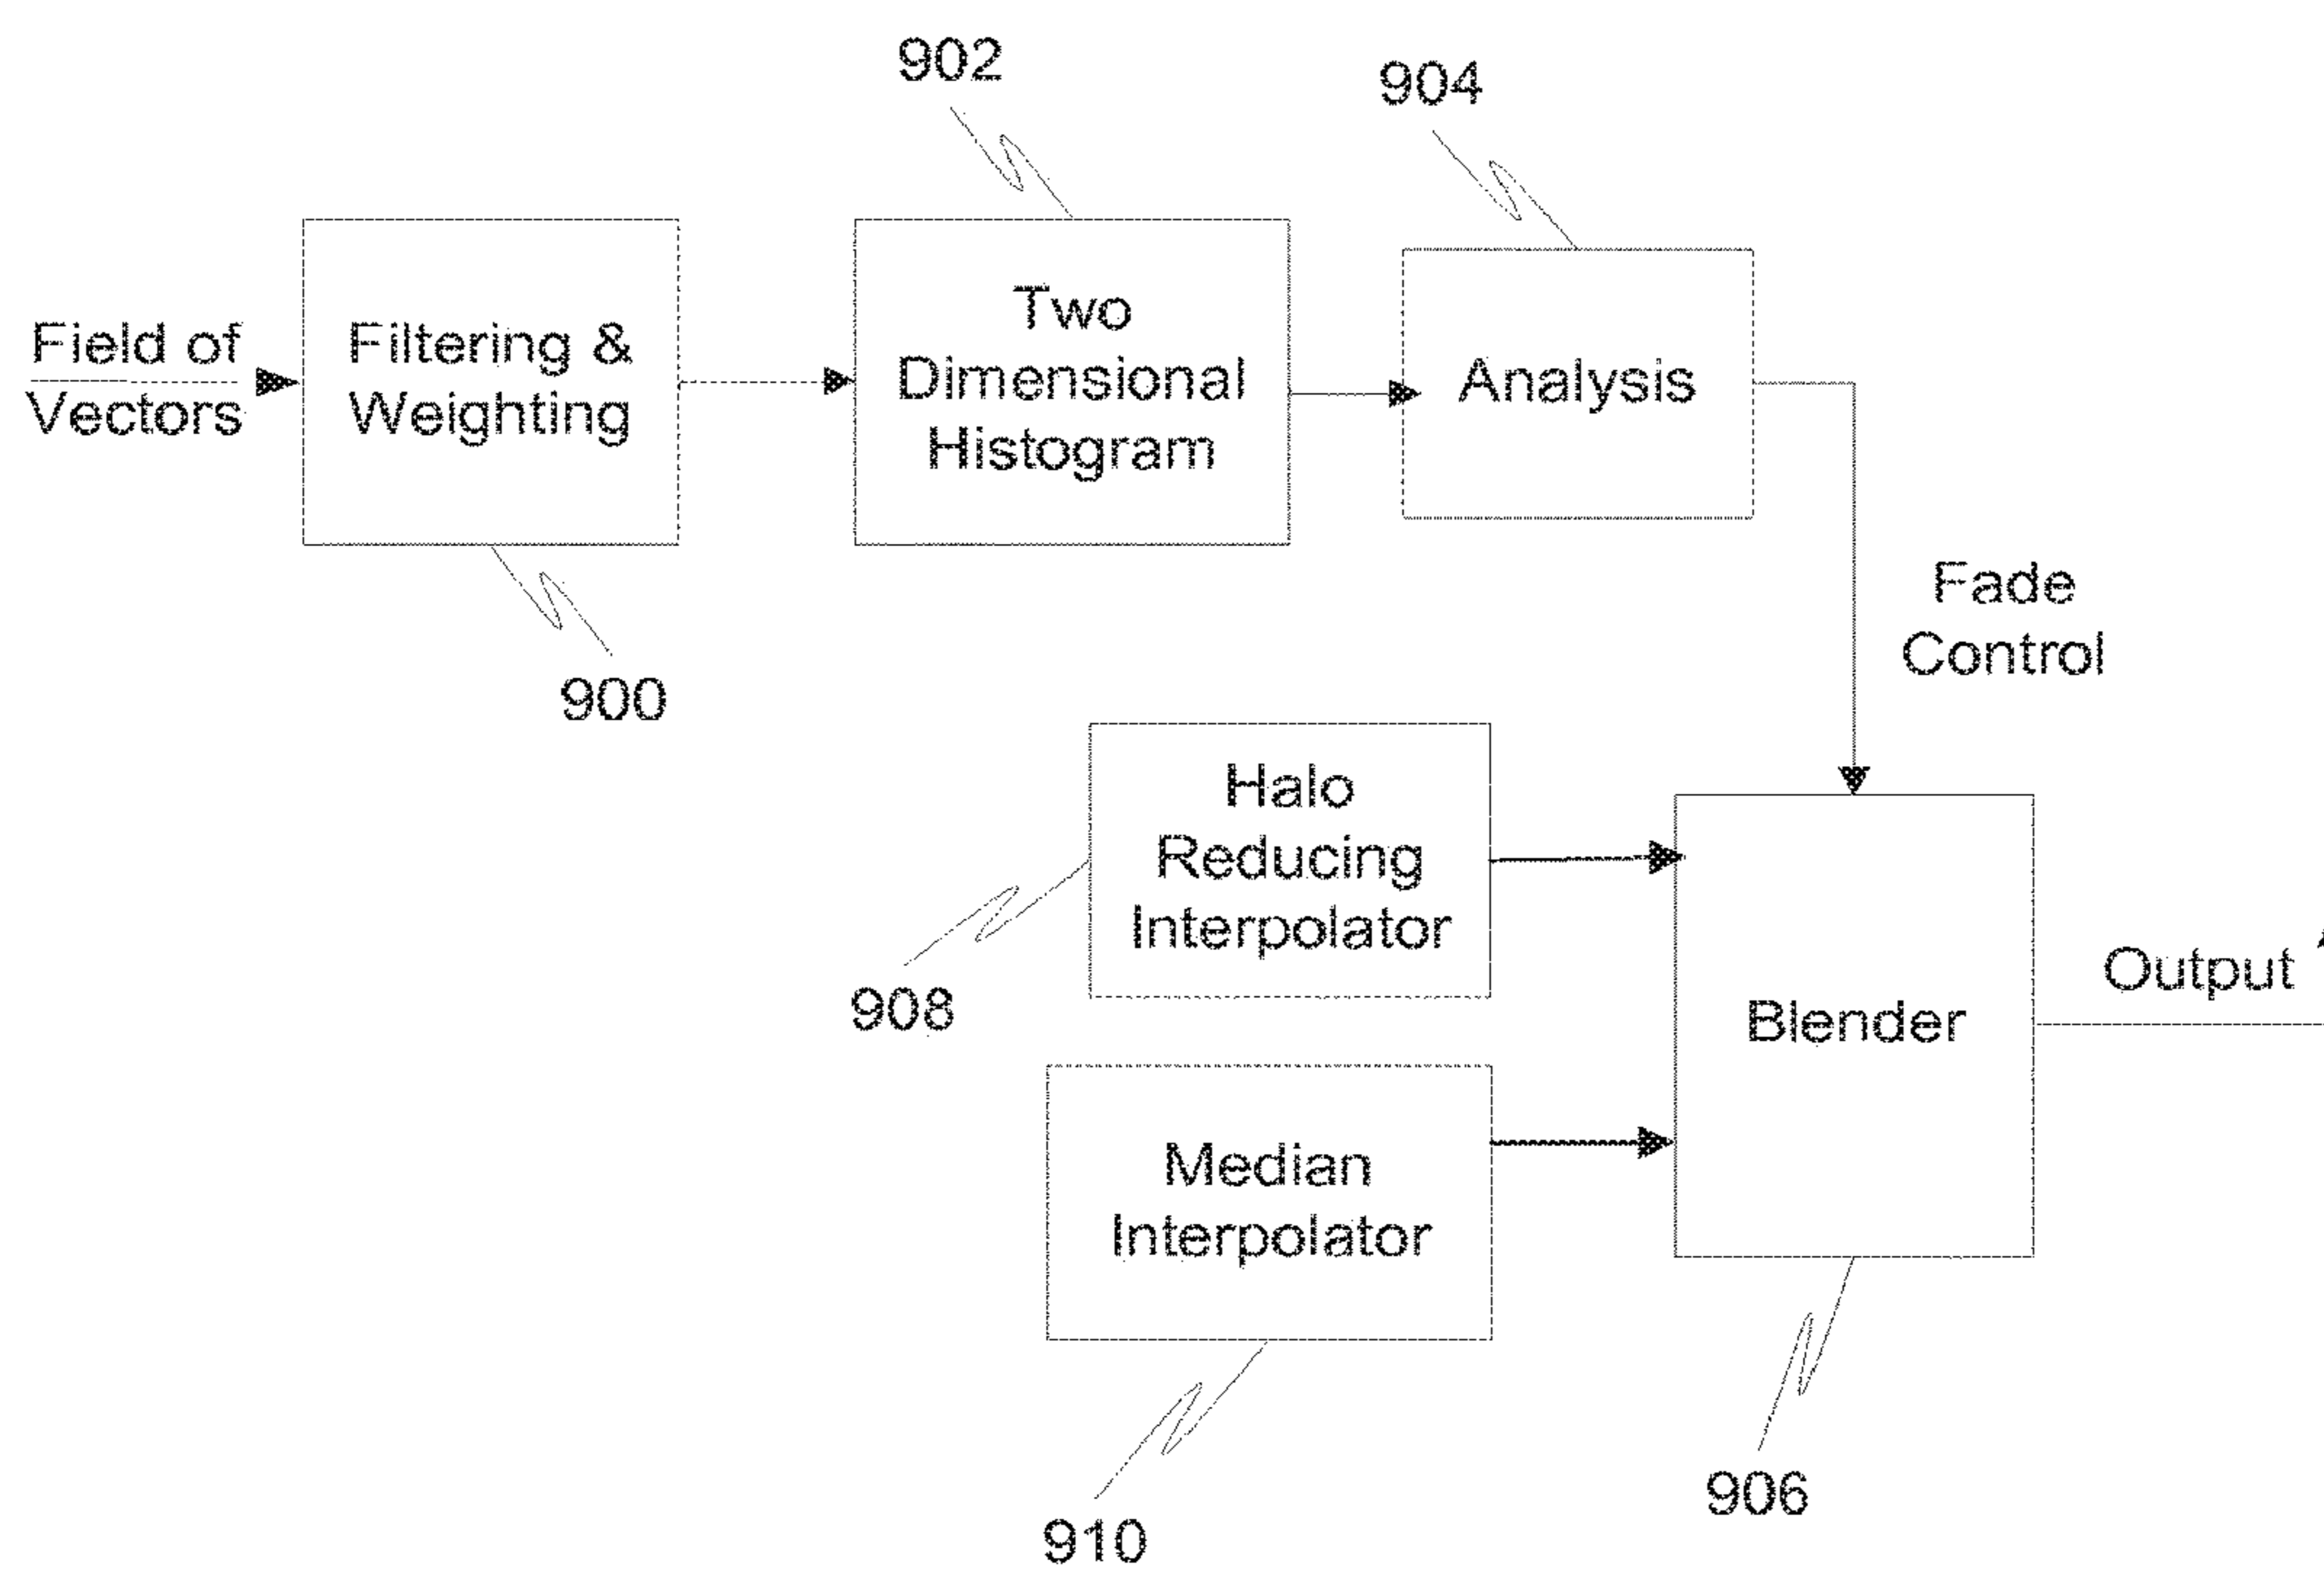 902
904
Field of
Vectors
Filtering &
Weighting
Two
Dimensional
Histogram
Analysis
900
Fade
Control
Halo
Reducing
Interpolator
908
Output
Blender
Median
Interpolator
906
910